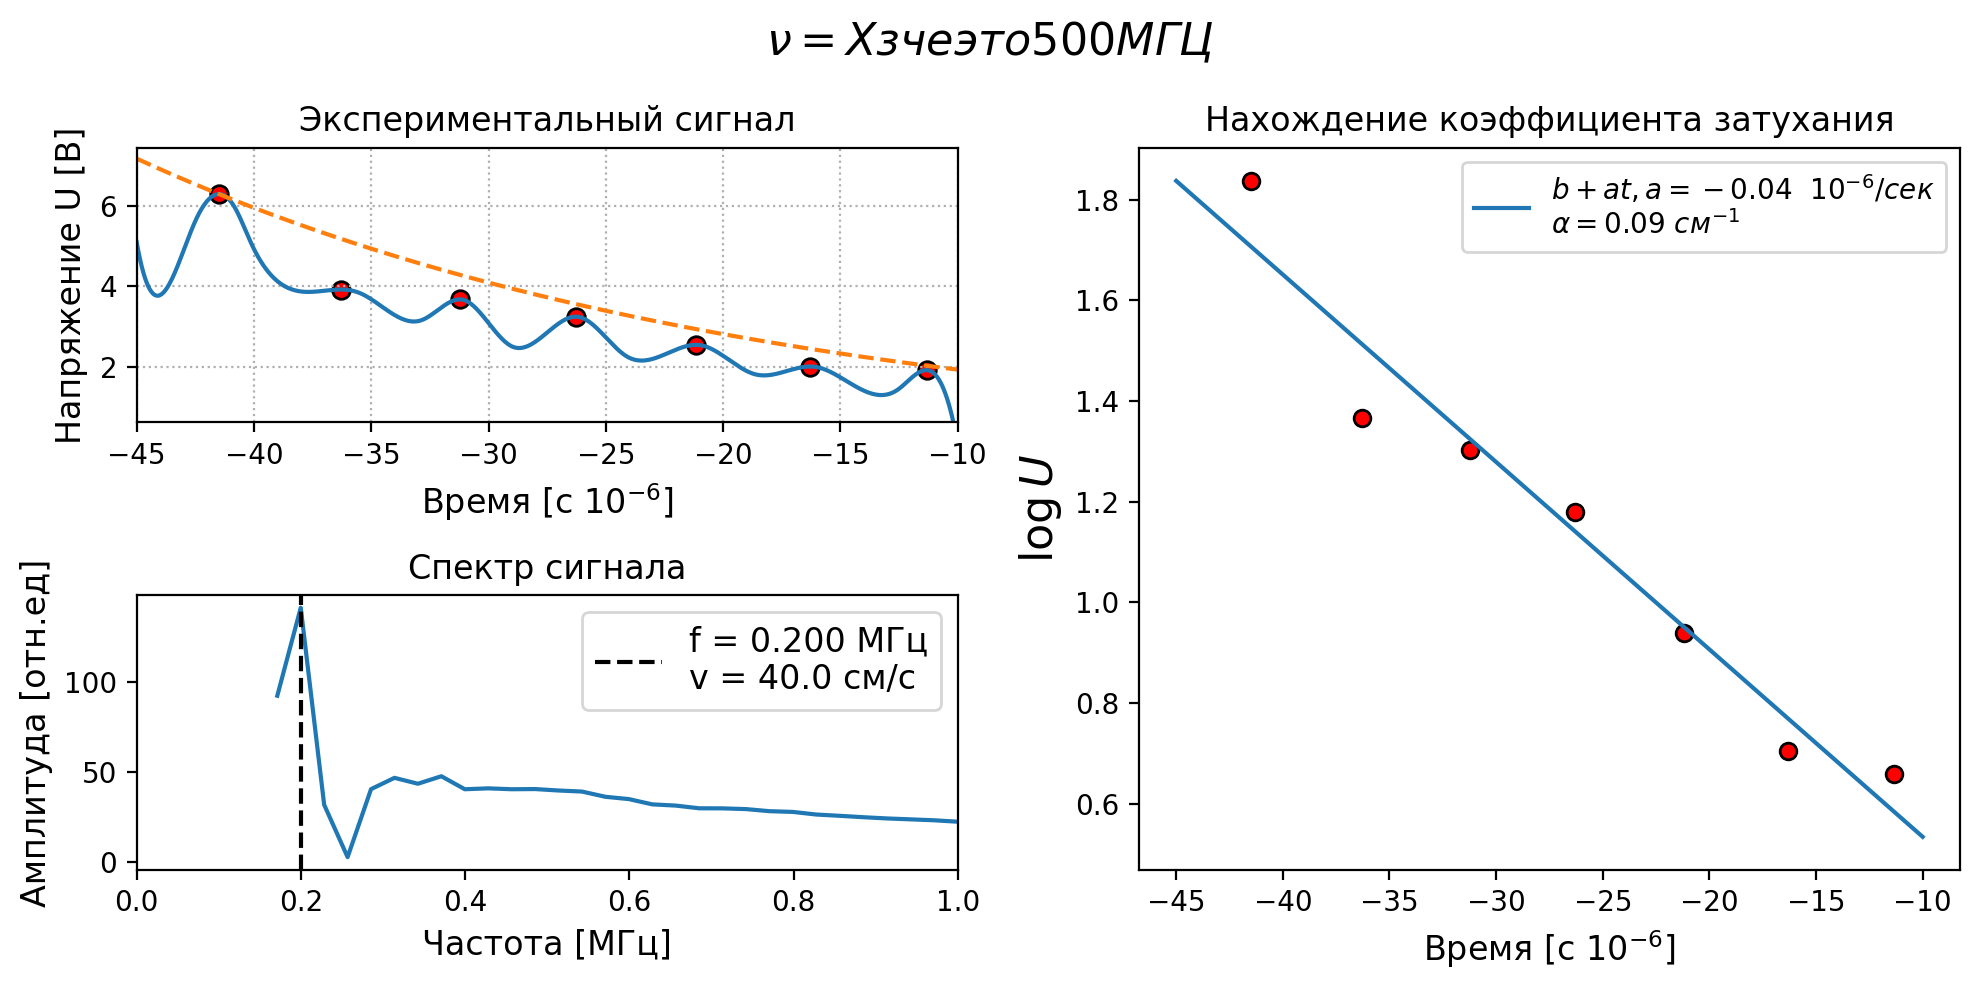 ν = Xзчеэто500МГЦ
Экспериментальный сигнал
Напряжение U [В]
6
4
2
−45 −40 −35 −30 −25 −20 −15 −10
Время [с 10⁻⁶]
Спектр сигнала
Амплитуда [отн.ед]
100
50
0
f = 0.200 МГц
v = 40.0 см/с
0.0 0.2 0.4 0.6 0.8 1.0
Частота [МГц]
Нахождение коэффициента затухания
log U
1.8
1.6
1.4
1.2
1.0
0.8
0.6
b + at, a = −0.04 10⁻⁶/сек
α = 0.09 см⁻¹
−45 −40 −35 −30 −25 −20 −15 −10
Время [с 10⁻⁶]